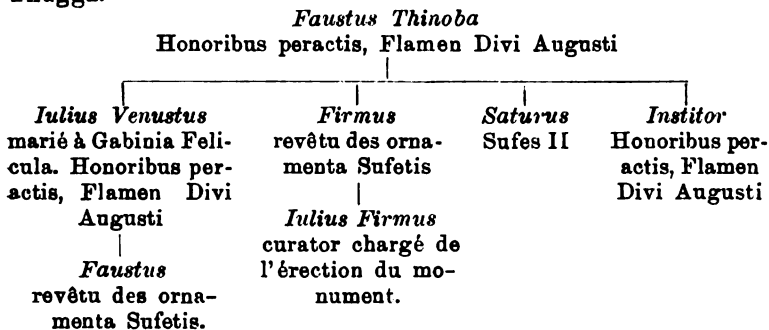 Faustus Thinoba
Honoribus peractis, Flamen Divi Augusti
Iulius Venustus
marié à Gabinia Feli-
cula. Honoribus per-
actis, Flamen Divi
Augusti
Faustus
revêtu des orna-
menta Sufetis.
Firmus
revêtu des orna-
menta Sufetis
Iulius Firmus
curator chargé de
l'érection du mo-
nument.
Saturus
Sufes II
Institor
Honoribus per-
actis, Flamen
Divi Augusti